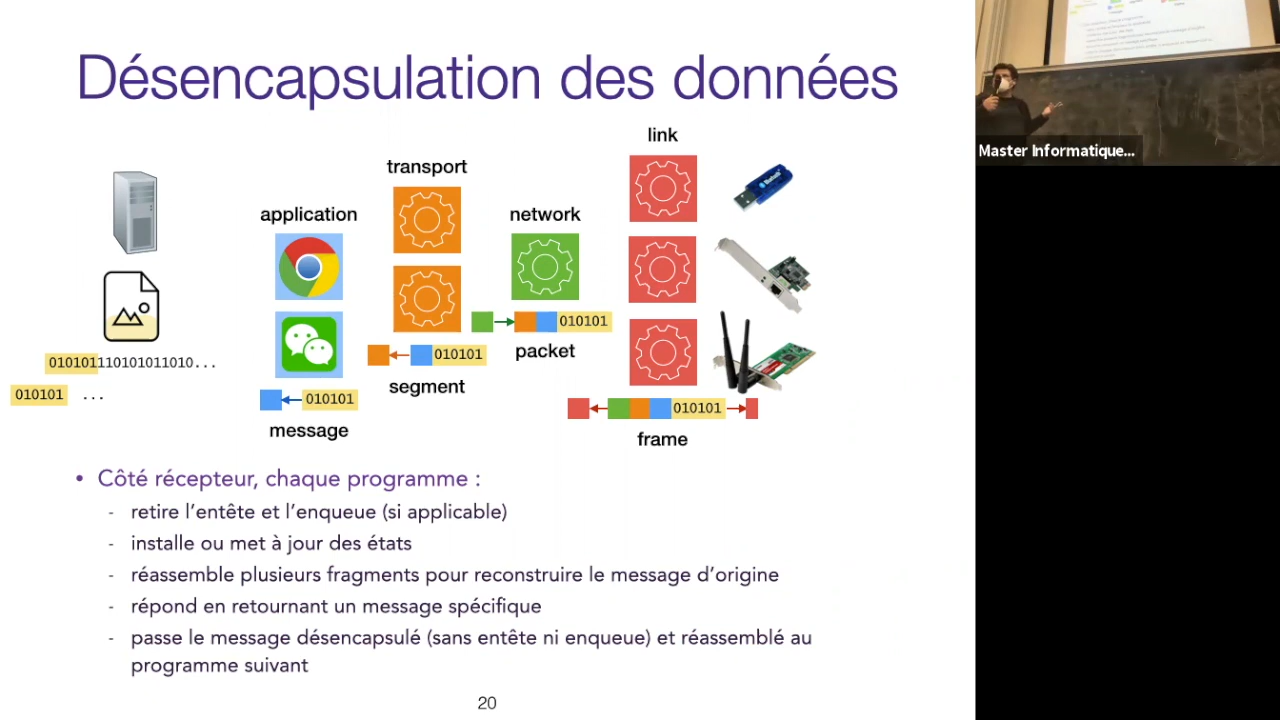 Désencapsulation des données
link
transport
application
network
010101
packet
010101110101011010...
010101
segment
010101 ...
010101
010101
message
frame
Côté récepteur, chaque programme :
- retire l'entête et l'enqueue (si applicable)
- installe ou met à jour des états
- réassemble plusieurs fragments pour reconstruire le message d'origine
- répond en retournant un message spécifique
- passe le message désencapsulé (sans entête ni enqueue) et réassemblé au
programme suivant
20
Master Informatique...